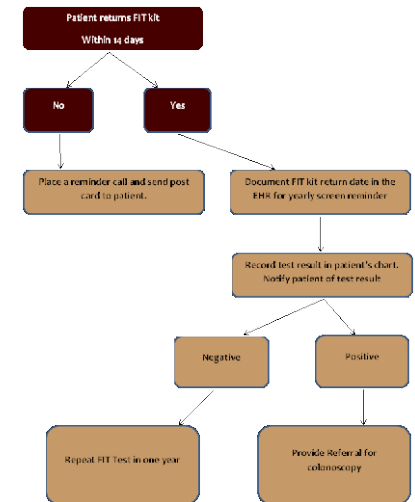 Patient returns FIT kit
Within 14 days
No
Yes
Place a reminder call and send post
card to patient.
Document FIT kit return date in the
EHR for yearly screen reminder
Record test result in patient's chart.
Notify patient of test result
Negative
Positive
Repeat FIT Test in one year
Provide Referral for
colonoscopy